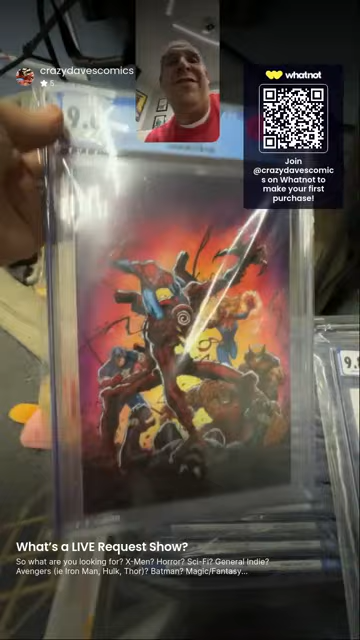 crazydavescomics
★ 5
whatnot
Join
@crazydavescomic
s on Whatnot to
make your first
purchase!
What's a LIVE Request Show?
So what are you looking for? X-Men? Horror? Sci-Fi? General Indie?
Avengers (ie Iron Man, Hulk, Thor)? Batman? Magic/Fantasy...